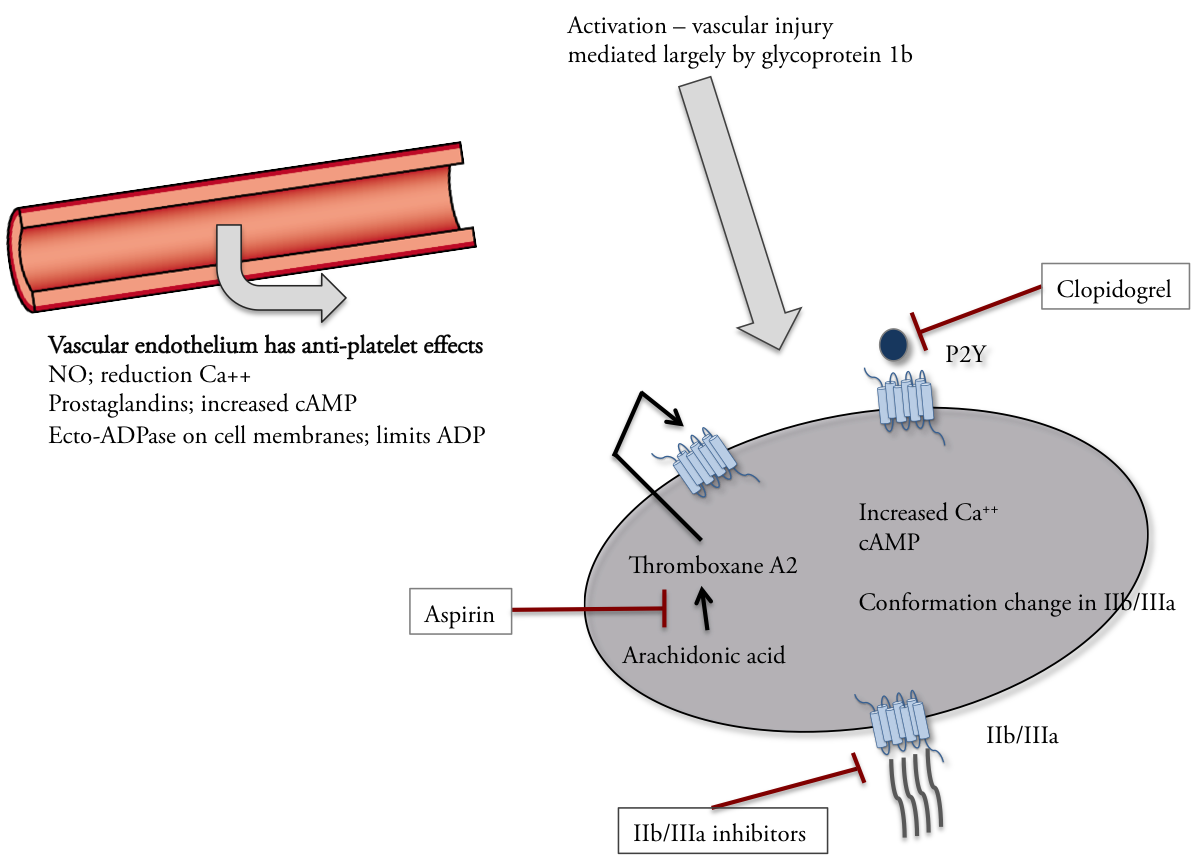 Activation – vascular injury
mediated largely by glycoprotein 1b
Vascular endothelium has anti-platelet effects
NO; reduction Ca++
Prostaglandins; increased cAMP
Ecto-ADPase on cell membranes; limits ADP
Clopidogrel
P2Y
Increased Ca⁺⁺
cAMP
Conformation change in IIb/IIIa
Thromboxane A2
Aspirin
Arachidonic acid
IIb/IIIa
IIb/IIIa inhibitors